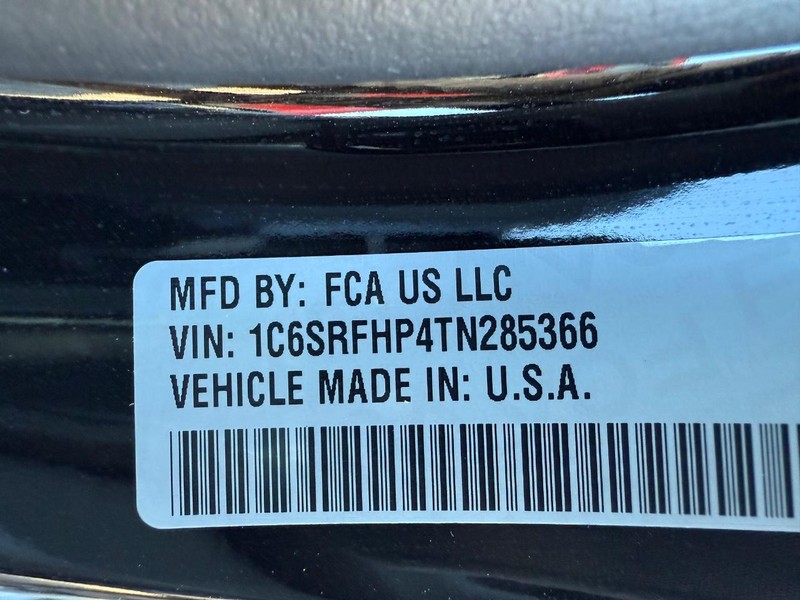 MFD BY: FCA US LLC
VIN: 1C6SRFHP4TN285366
VEHICLE MADE IN: U.S.A.